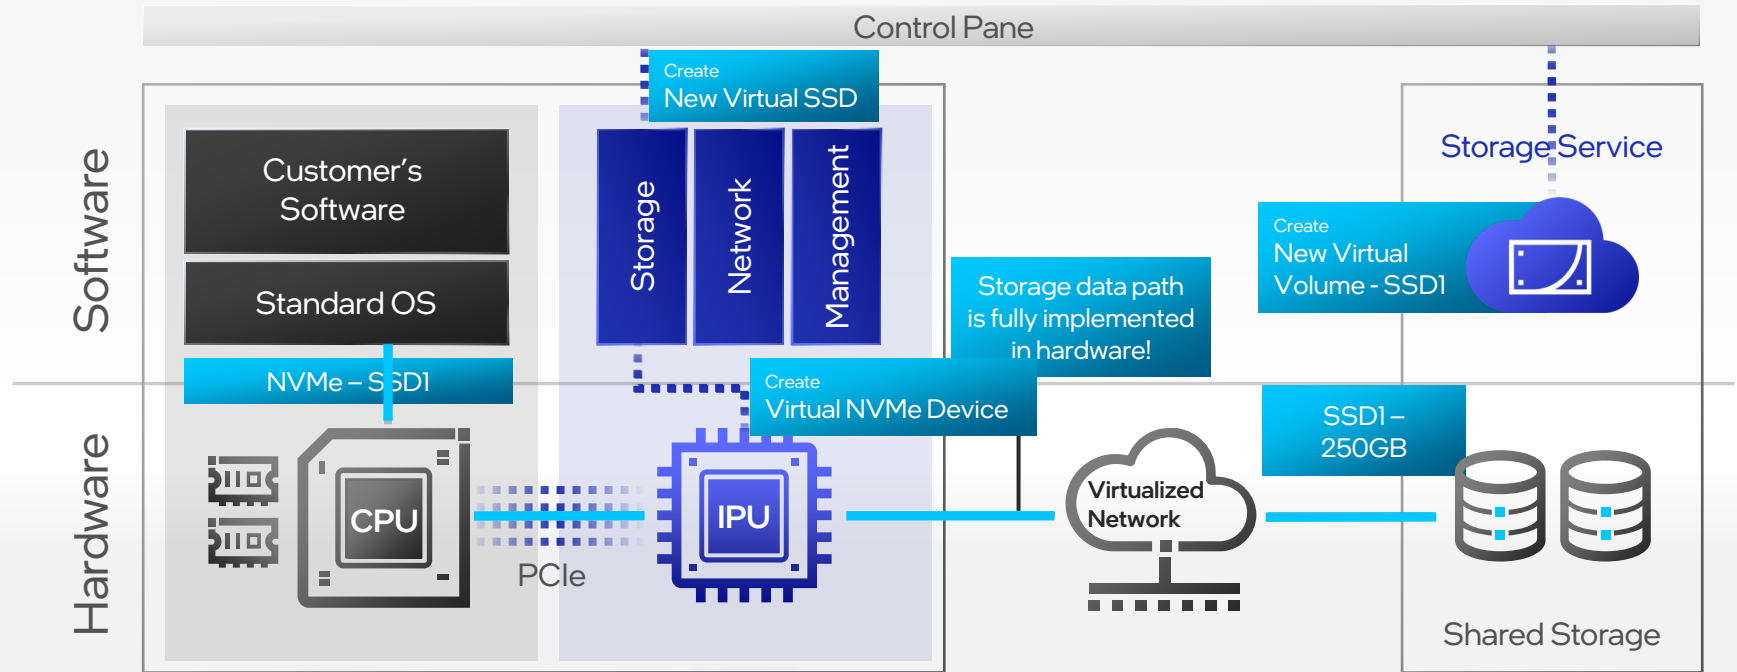 Control Pane
Create
New Virtual SSD
Software
Customer's
Software
Standard OS
NVMe – SSD1
Storage
Network
Management
Storage data path
is fully implemented
in hardware!
Create
Virtual NVMe Device
Storage Service
Create
New Virtual
Volume - SSD1
Hardware
CPU
PCIe
IPU
Virtualized
Network
SSD1 –
250GB
Shared Storage